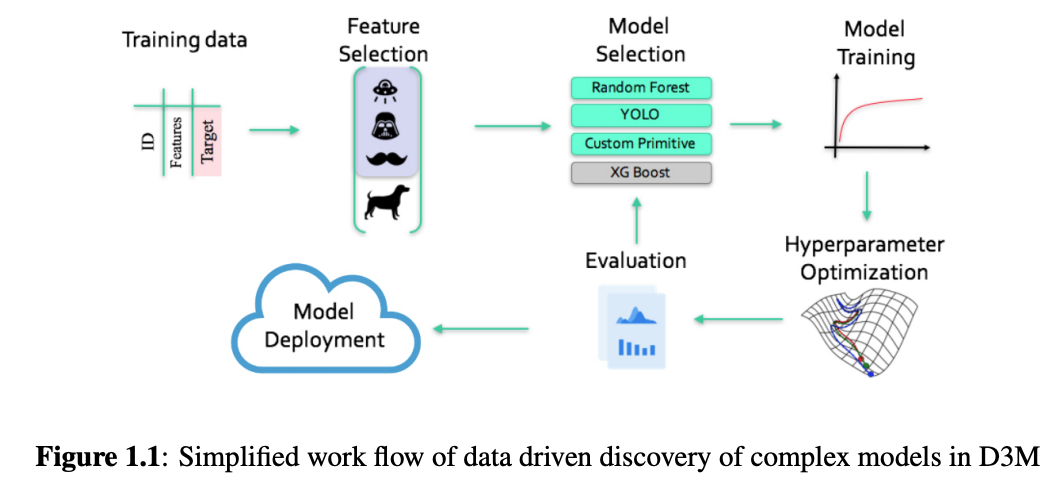 Training data
ID
Features
Target
Feature
Selection
Model
Selection
Random Forest
YOLO
Custom Primitive
XG Boost
Model
Training
Hyperparameter
Optimization
Evaluation
Model
Deployment
Figure 1.1: Simplified work flow of data driven discovery of complex models in D3M